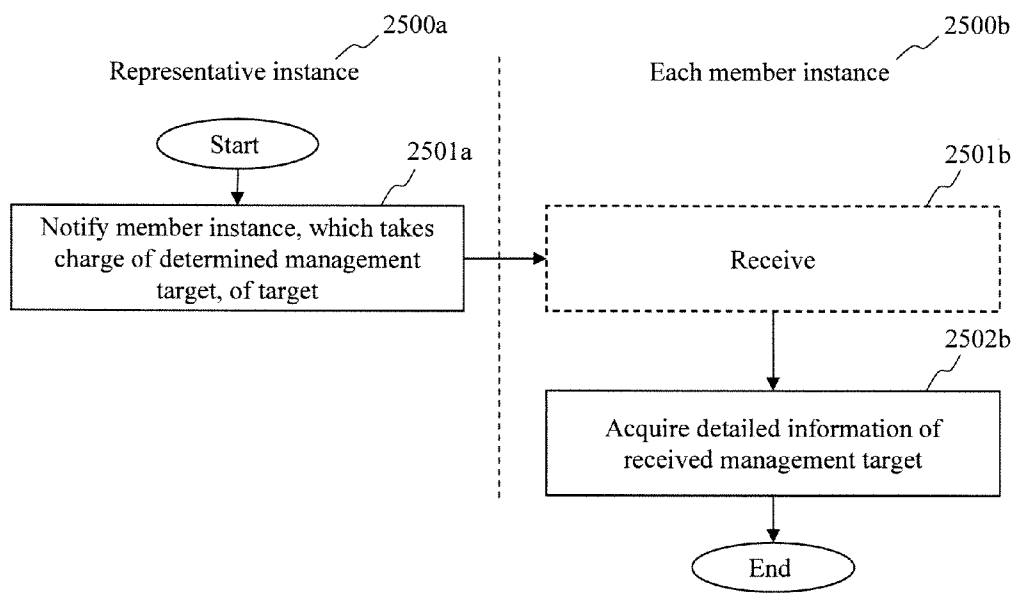 2500a
Representative instance
Start
2501a
Notify member instance, which takes
charge of determined management
target, of target
2500b
Each member instance
2501b
Receive
2502b
Acquire detailed information of
received management target
End